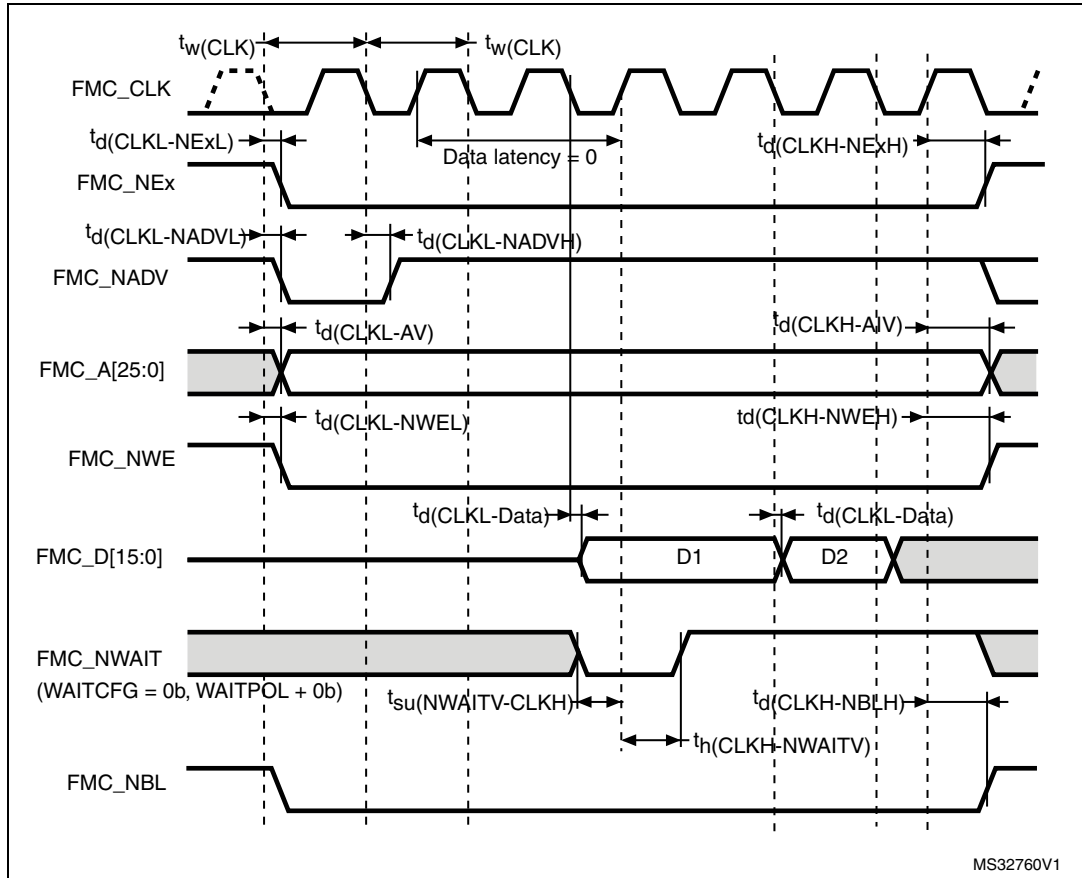 tw(CLK) tw(CLK)
FMC_CLK
td(CLKL-NExL) Data latency = 0 td(CLKH-NExH)
FMC_NEx
td(CLKL-NADVL) td(CLKL-NADVH)
FMC_NADV
td(CLKL-AV) td(CLKH-AIV)
FMC_A[25:0]
td(CLKL-NWEL) td(CLKH-NWEH)
FMC_NWE
td(CLKL-Data) td(CLKL-Data)
FMC_D[15:0] D1 D2
FMC_NWAIT
(WAITCFG = 0b, WAITPOL + 0b)
tsu(NWAITV-CLKH) td(CLKH-NBLH)
th(CLKH-NWAITV)
FMC_NBL
MS32760V1